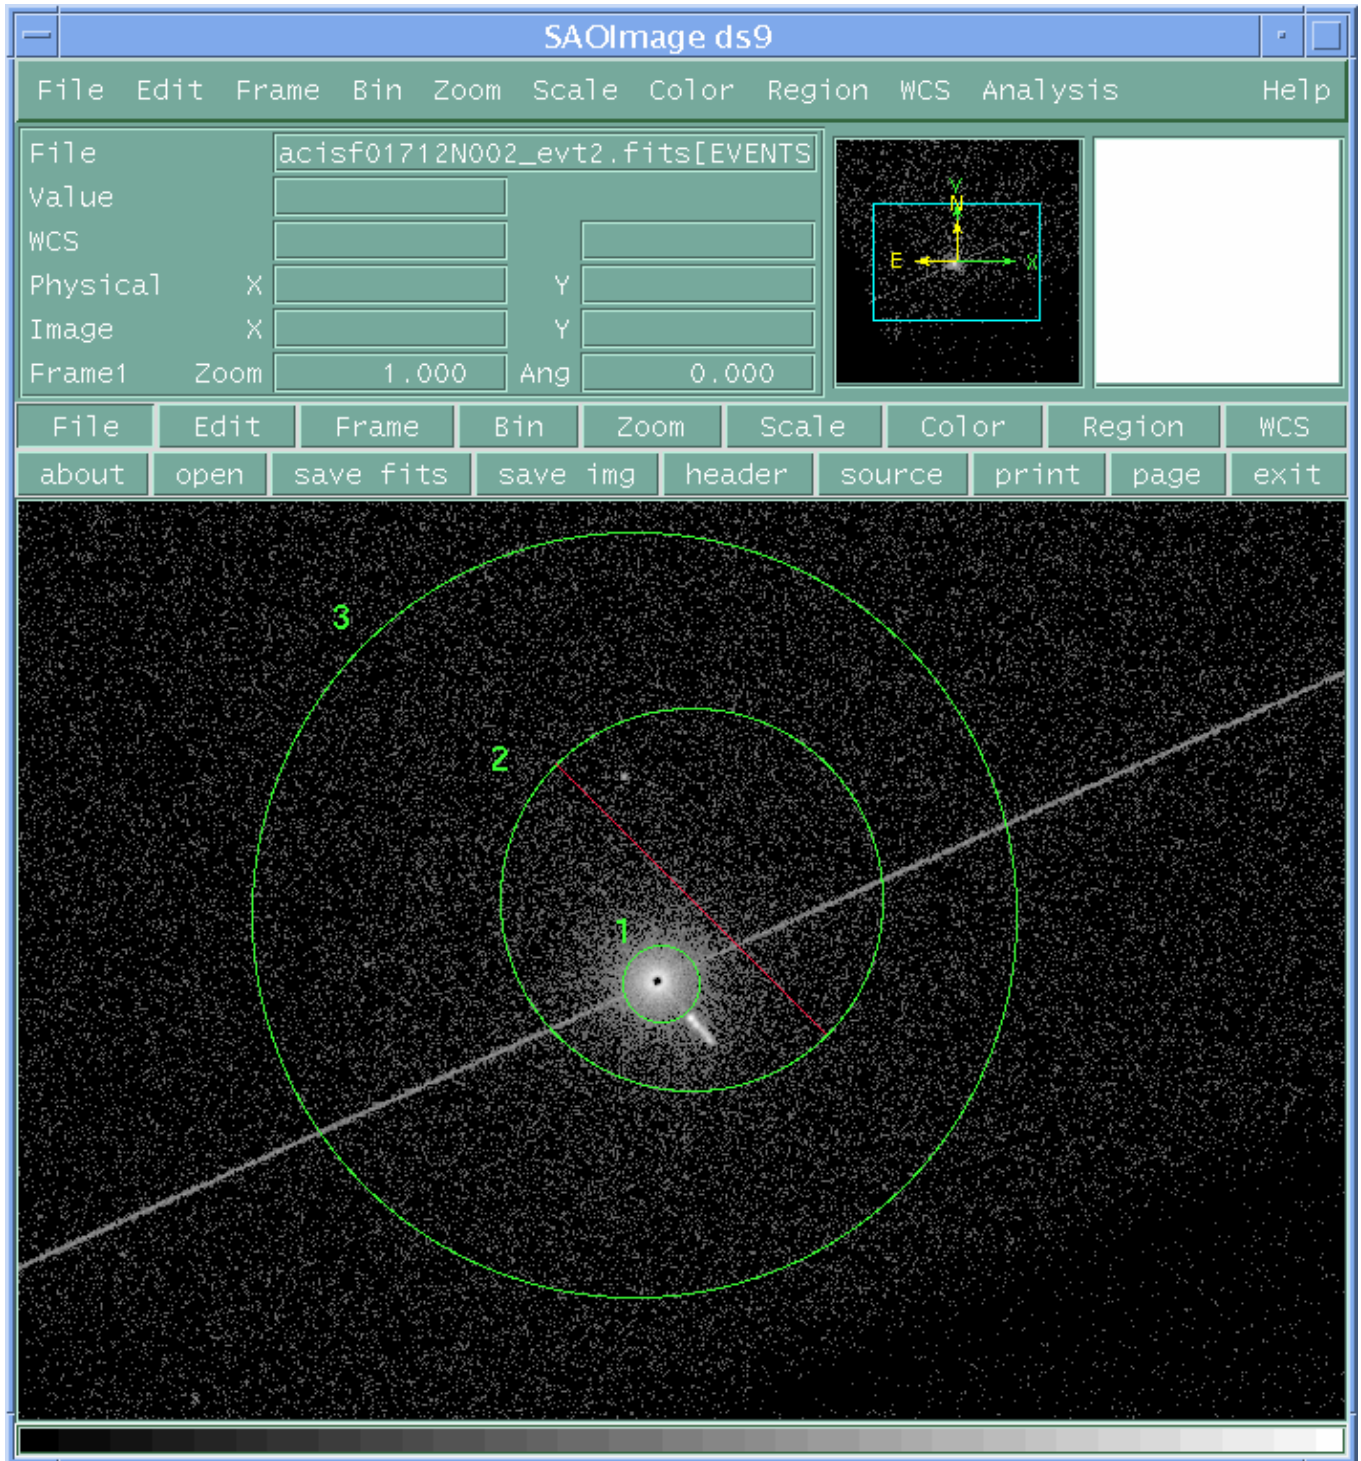 SAOImage ds9
File Edit Frame Bin Zoom Scale Color Region WCS Analysis Help
File acisf01712N002_evt2.fits[EVENTS
Value
WCS
Physical X Y
Image X Y
Frame1 Zoom 1.000 Ang 0.000
Y
N
E X
File Edit Frame Bin Zoom Scale Color Region WCS
about open save fits save img header source print page exit
3
2
1